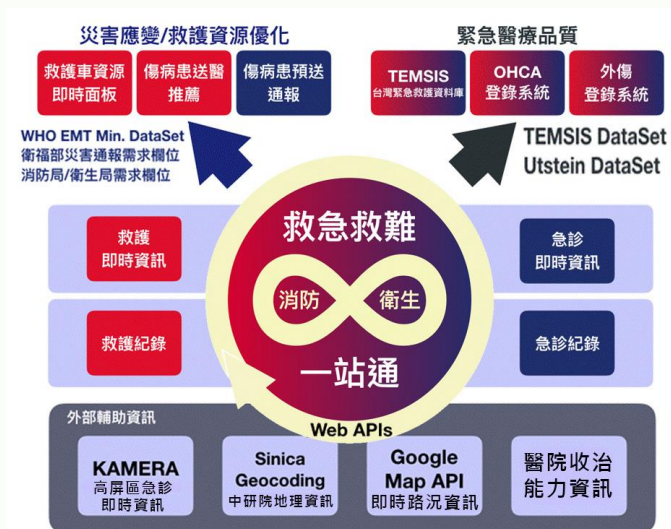 災害應變/救護資源優化
緊急醫療品質
救護車資源
即時面板
傷病患送醫
推薦
傷病患預送
通報
TEMSIS
台灣緊急救護資料庫
OHCA
登錄系統
外傷
登錄系統
WHO EMT Min. DataSet
衛福部災害通報需求欄位
消防局/衛生局需求欄位
TEMSIS DataSet
Utstein DataSet
救護
即時資訊
救急救難
消防
衛生
一站通
急診
即時資訊
救護紀錄
急診紀錄
外部輔助資訊
Web APIs
KAMERA
高屏區急診
即時資訊
Sinica
Geocoding
中研院地理資訊
Google
Map API
即時路況資訊
醫院收治
能力資訊